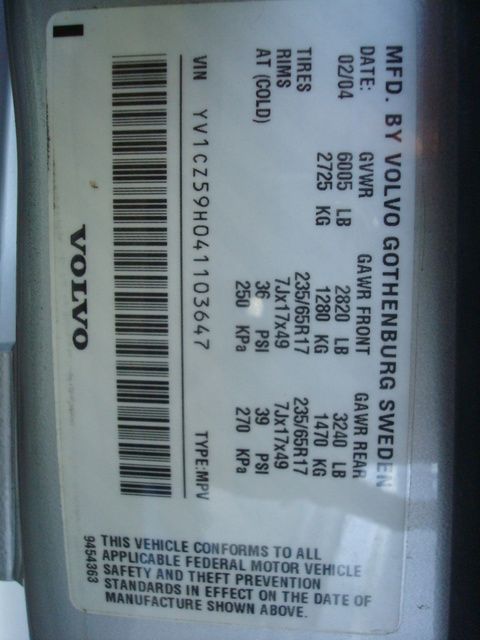 MFD. BY VOLVO GOTHENBURG SWEDEN
DATE: GVWR GAWR FRONT GAWR REAR
02/04 6005 LB 2820 LB 3240 LB
2725 KG 1280 KG 1470 KG
TIRES 235/65R17 235/65R17
RIMS 7Jx17x49 7Jx17x49
AT (COLD) 36 PSI 39 PSI
250 KPa 270 KPa
VIN YV1CZ59H041103647 TYPE:MPV
VOLVO
THIS VEHICLE CONFORMS TO ALL
APPLICABLE FEDERAL MOTOR VEHICLE
SAFETY AND THEFT PREVENTION
STANDARDS IN EFFECT ON THE DATE OF
MANUFACTURE SHOWN ABOVE.
9454363